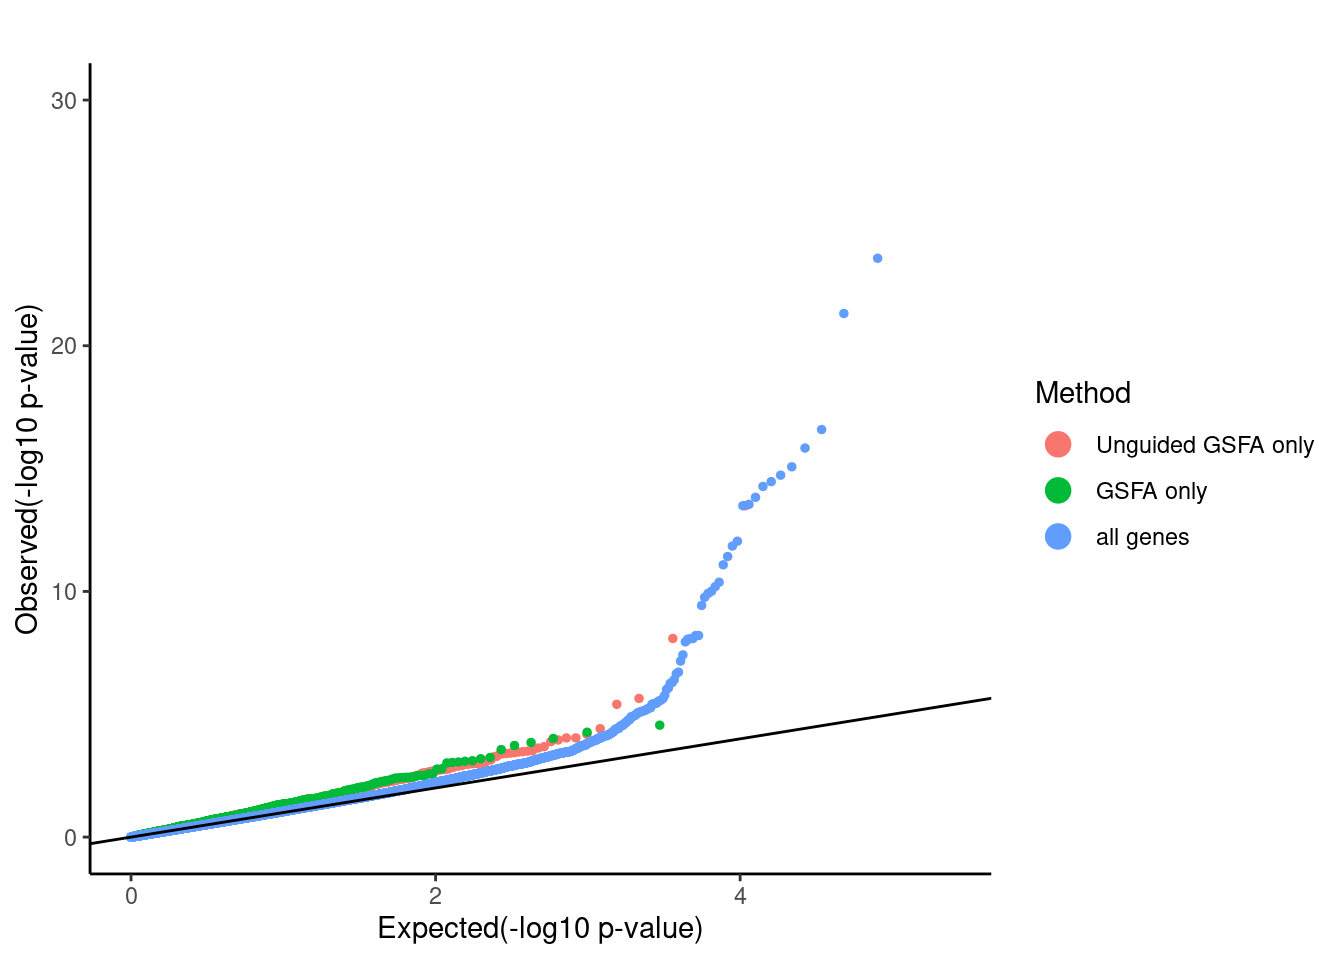 30
20
10
0
0 2 4
Observed(-log10 p-value)
Expected(-log10 p-value)
Method
Unguided GSFA only
GSFA only
all genes